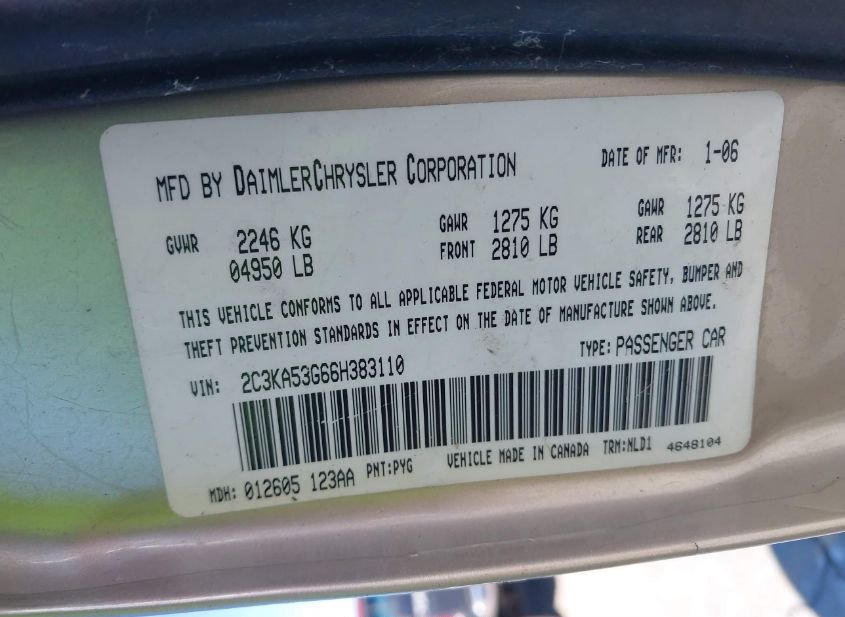 MFD BY DAIMLERCHRYSLER CORPORATION DATE OF MFR: 1-06
GVWR 2246 KG GAWR 1275 KG GAWR 1275 KG
04950 LB FRONT 2810 LB REAR 2810 LB
THIS VEHICLE CONFORMS TO ALL APPLICABLE FEDERAL MOTOR VEHICLE SAFETY, BUMPER AND
THEFT PREVENTION STANDARDS IN EFFECT ON THE DATE OF MANUFACTURE SHOWN ABOVE.
VIN: 2C3KA53G66H383110 TYPE: PASSENGER CAR
MDH: 012605 123AA PNT:PYG VEHICLE MADE IN CANADA TRM:NLD1 4648104